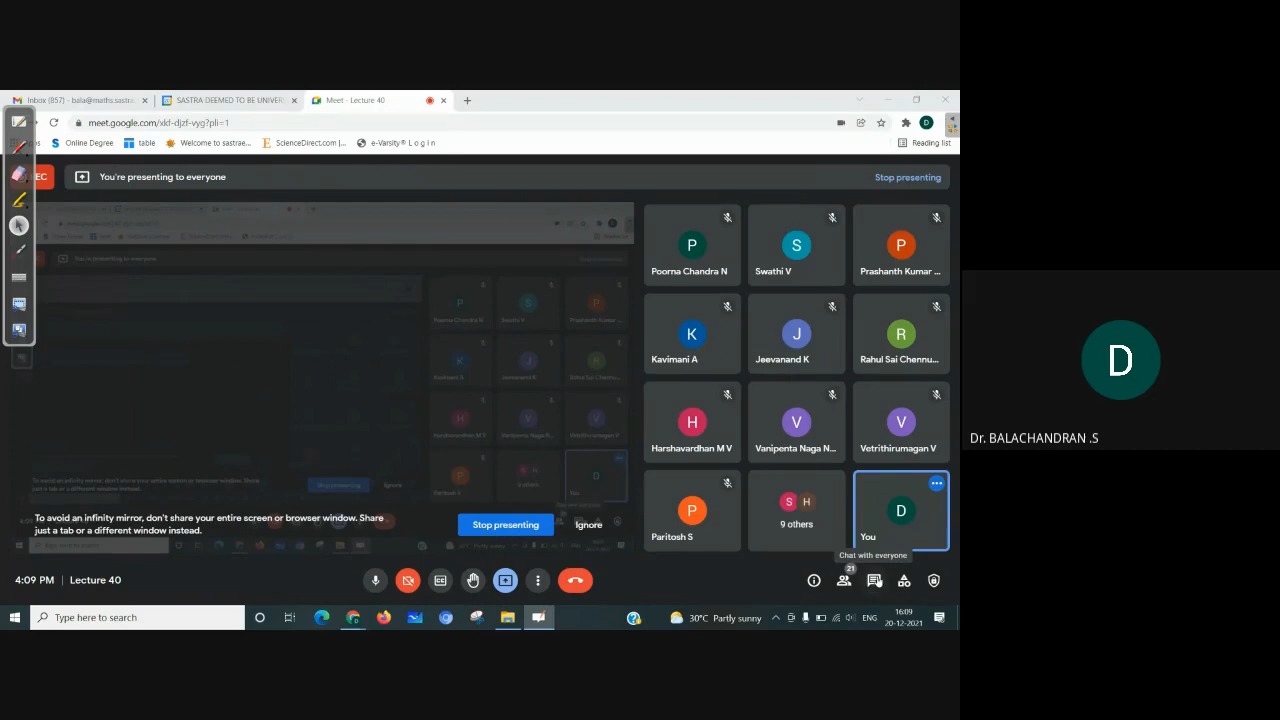 Inbox (857) - bala@maths.sastra
SASTRA DEEMED TO BE UNIVER
Meet - Lecture 40
meet.google.com/xkf-djzf-vyg?pli=1
Online Degree
table
Welcome to sastrae...
ScienceDirect.com |...
e-Varsity® L o g i n
Reading list
You're presenting to everyone
Stop presenting
P
Poorna Chandra N
S
Swathi V
P
Prashanth Kumar ...
K
Kavimani A
J
Jeevanand K
R
Rahul Sai Chennu...
H
Harshavardhan M V
V
Vanipenta Naga N...
V
Vetrithirumagan V
P
Paritosh S
S H
9 others
D
You
To avoid an infinity mirror, don't share your entire screen or browser window. Share
just a tab or a different window instead.
Stop presenting
Ignore
Chat with everyone
4:09 PM | Lecture 40
21
Type here to search
30°C Partly sunny
ENG
16:09
20-12-2021
D
Dr. BALACHANDRAN .S